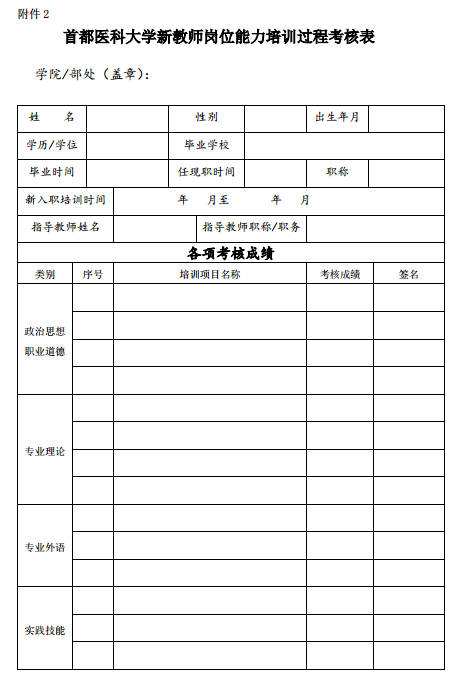 附件 2
首都医科大学新教师岗位能力培训过程考核表
学院/部处（盖章）：
姓 名 性别 出生年月
学历/学位 毕业学校
毕业时间 任现职时间 职称
新入职培训时间 年 月至 年 月
指导教师姓名 指导教师职称/职务
各项考核成绩
类别 序号 培训项目名称 考核成绩 签名
政治思想
职业道德
专业理论
专业外语
实践技能